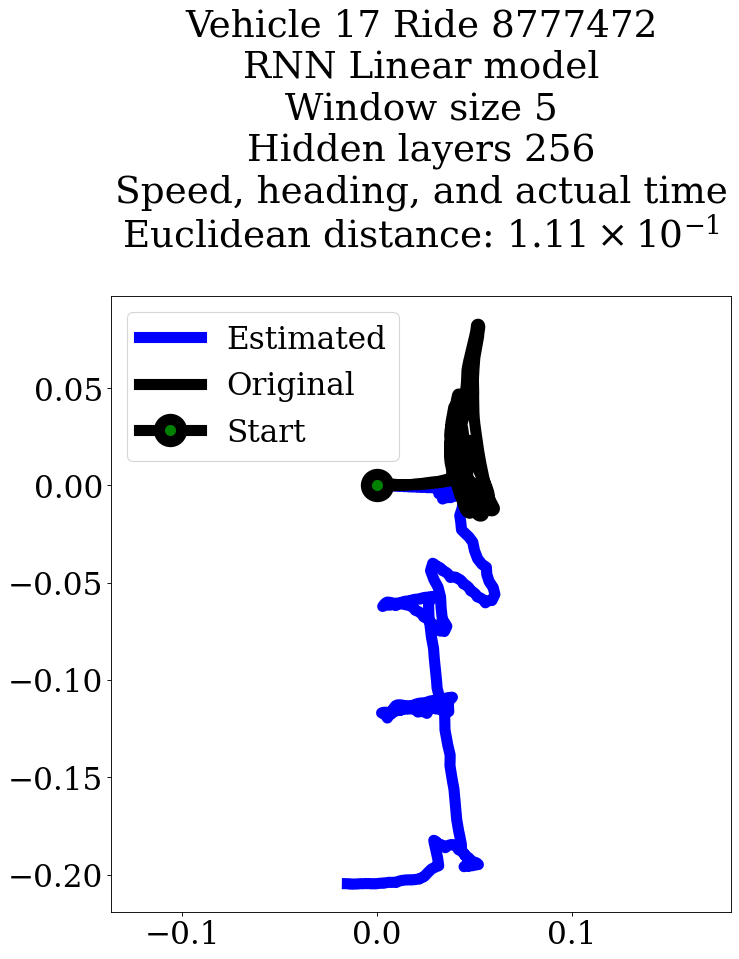 Vehicle 17 Ride 8777472
RNN Linear model
Window size 5
Hidden layers 256
Speed, heading, and actual time
Euclidean distance: 1.11 × 10⁻¹
Estimated
Original
Start
0.05
0.00
−0.05
−0.10
−0.15
−0.20
−0.1 0.0 0.1